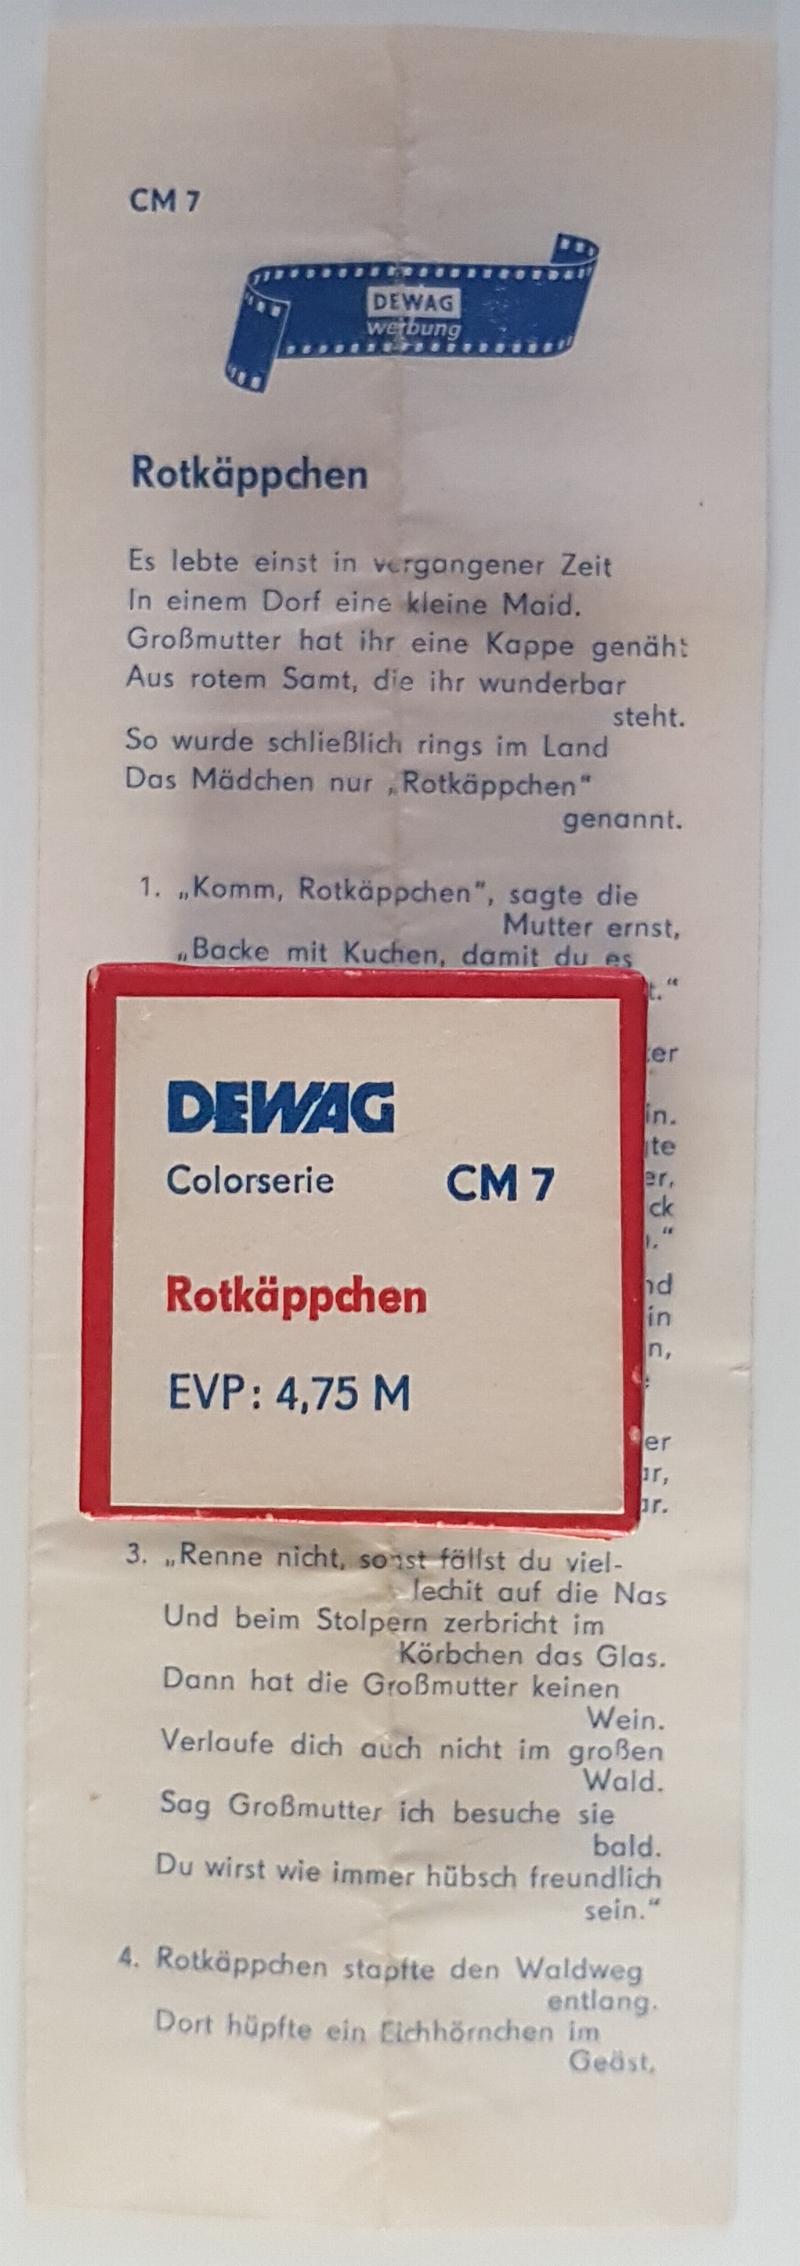 CM 7
DEWAG
werbung
Rotkäppchen
Es lebte einst in vergangener Zeit
In einem Dorf eine kleine Maid.
Großmutter hat ihr eine Kappe genäht
Aus rotem Samt, die ihr wunderbar
steht.
So wurde schließlich rings im Land
Das Mädchen nur „Rotkäppchen“
genannt.
1. „Komm, Rotkäppchen“, sagte die
Mutter ernst,
„Backe mit Kuchen, damit du es
DEWAG
Colorserie CM 7
Rotkäppchen
EVP: 4,75 M
3. „Renne nicht, sonst fällst du viel-
lechit auf die Nas
Und beim Stolpern zerbricht im
Körbchen das Glas.
Dann hat die Großmutter keinen
Wein.
Verlaufe dich auch nicht im großen
Wald.
Sag Großmutter ich besuche sie
bald.
Du wirst wie immer hübsch freundlich
sein.“
4. Rotkäppchen stapfte den Waldweg
entlang.
Dort hüpfte ein Eichhörnchen im
Geäst.